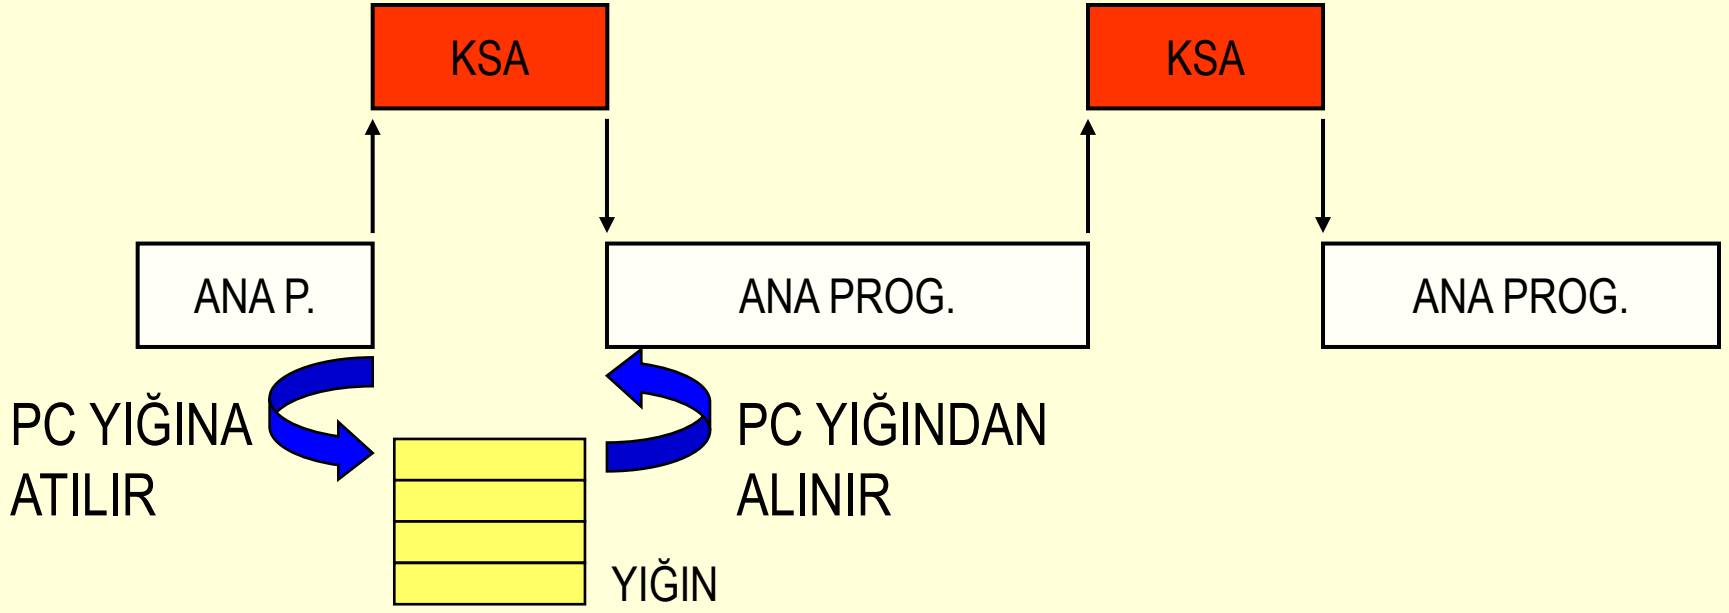 KSA
KSA
ANA P.
ANA PROG.
ANA PROG.
PC YIĞINA
ATILIR
PC YIĞINDAN
ALINIR
YIĞIN